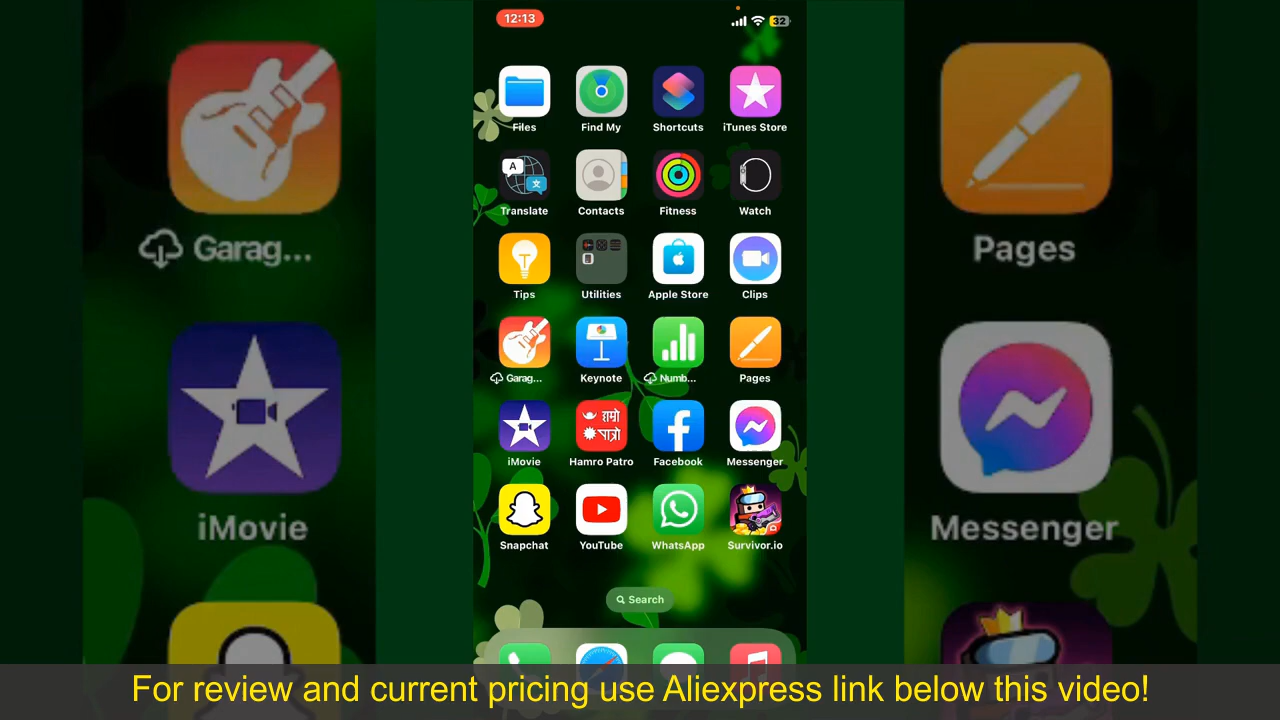 12:13
32
Files Find My Shortcuts iTunes Store
A 文
Translate Contacts Fitness Watch
Tips Utilities Apple Store Clips
Garag... Keynote Numb... Pages
हाम्रो
पात्रो
iMovie Hamro Patro Facebook Messenger
Snapchat YouTube WhatsApp Survivor.io
Search
Garag...
iMovie
Pages
Messenger
For review and current pricing use Aliexpress link below this video!